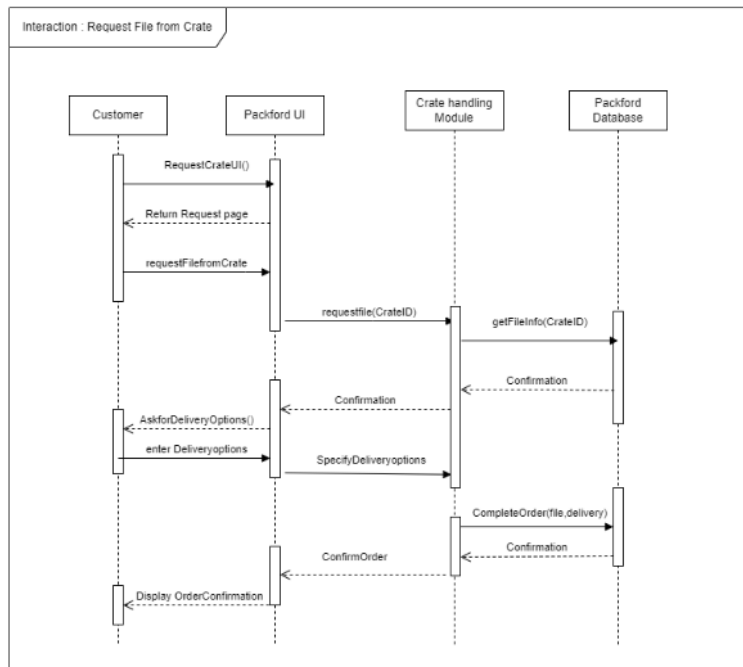 Interaction : Request File from Crate
Customer
Packford UI
Crate handling
Module
Packford
Database
RequestCrateUI()
Return Request page
requestFilefromCrate
requestfile(CrateID)
getFileInfo(CrateID)
Confirmation
Confirmation
AskforDeliveryOptions()
enter Deliveryoptions
SpecifyDeliveryoptions
CompleteOrder(file,delivery)
Confirmation
ConfirmOrder
Display OrderConfirmation